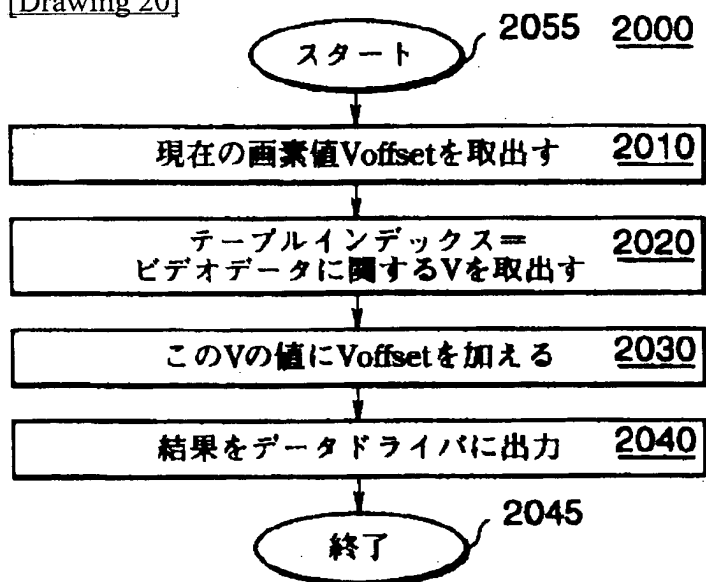 [Drawing 20]
スタート 2055 2000
現在の画素値Voffsetを取出す 2010
テーブルインデックス=
ビデオデータに関するVを取出す 2020
このVの値にVoffsetを加える 2030
結果をデータドライバに出力 2040
終了 2045